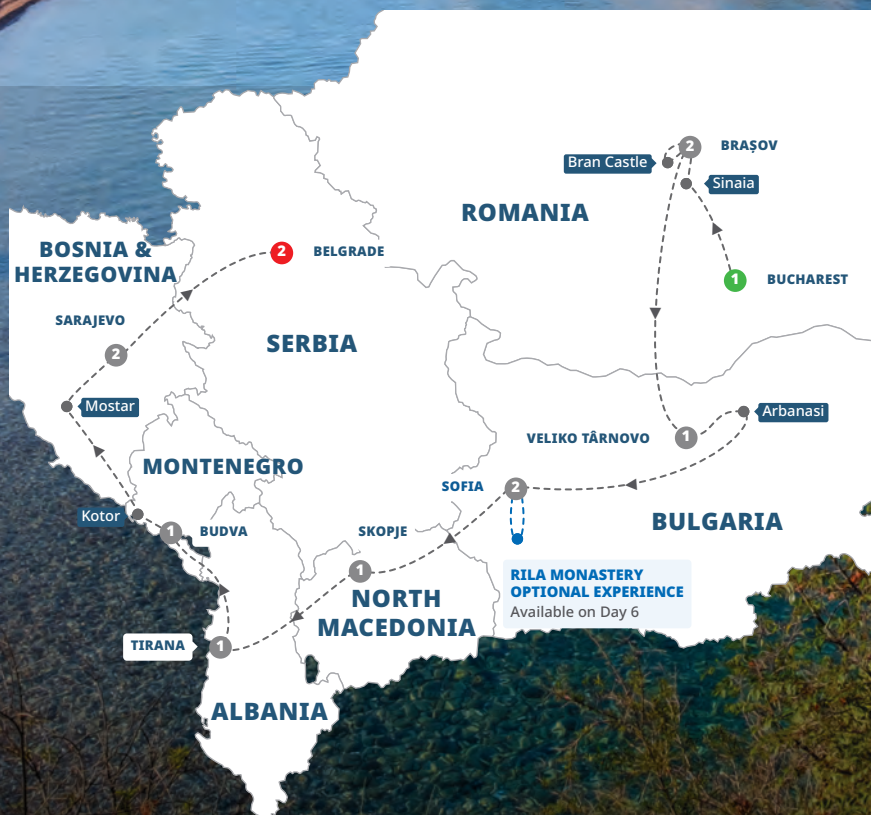 BRAȘOV
2
Bran Castle
Sinaia
ROMANIA
BOSNIA &
HERZEGOVINA
2
BELGRADE
1
BUCHAREST
SARAJEVO
2
SERBIA
Mostar
Arbanasi
VELIKO TÂRNOVO
1
MONTENEGRO
SOFIA
2
Kotor
1
BUDVA
SKOPJE
BULGARIA
1
RILA MONASTERY
OPTIONAL EXPERIENCE
Available on Day 6
NORTH
MACEDONIA
TIRANA
1
ALBANIA